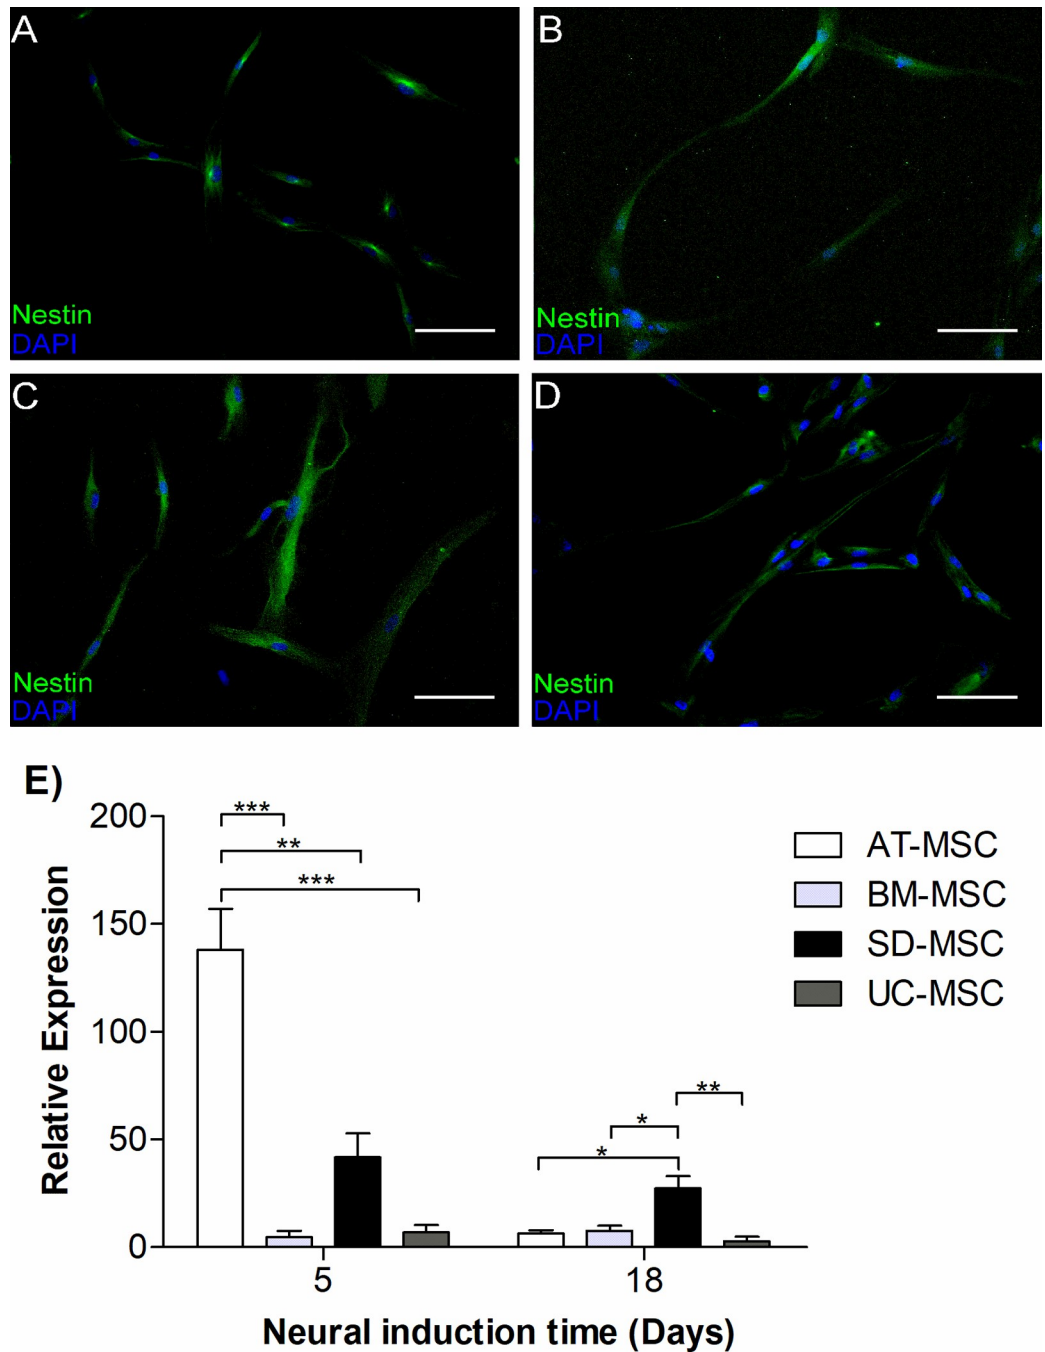 A
Nestin
DAPI
B
Nestin
DAPI
C
Nestin
DAPI
D
Nestin
DAPI
E)
200
150
100
50
0
Relative Expression
***
**
***
*
*
**
AT-MSC
BM-MSC
SD-MSC
UC-MSC
5
18
Neural induction time (Days)